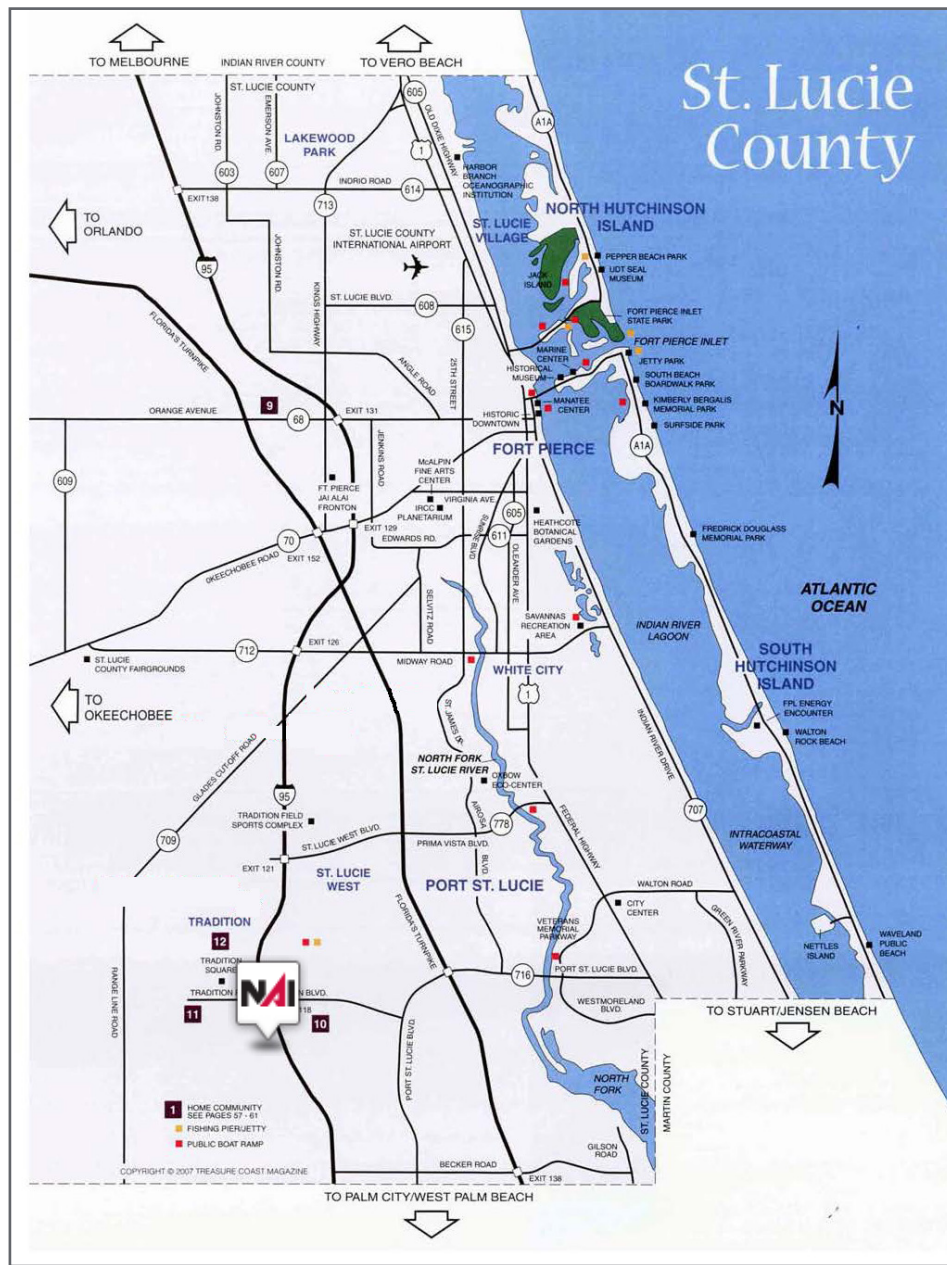 TO MELBOURNE
INDIAN RIVER COUNTY
TO VERO BEACH
ST. LUCIE COUNTY
St. Lucie
County
605
OLD DIXIE HIGHWAY
A1A
JOHNSTON RD.
EMERSON AVE.
LAKEWOOD
PARK
1
HARBOR
BRANCH
OCEANOGRAPHIC
INSTITUTION
603
607
INDRIO ROAD
614
EXIT138
713
TO
ORLANDO
ST. LUCIE
VILLAGE
NORTH HUTCHINSON
ISLAND
ST. LUCIE COUNTY
INTERNATIONAL AIRPORT
JOHNSTON RD.
95
PEPPER BEACH PARK
UDT SEAL
MUSEUM
JACK
ISLAND
KINGS HIGHWAY
ST. LUCIE BLVD.
608
FLORIDA'S TURNPIKE
615
FORT PIERCE INLET
STATE PARK
FORT PIERCE INLET
MARINE
CENTER
HISTORICAL
MUSEUM
JETTY PARK
ANGLE ROAD
25TH STREET
SOUTH BEACH
BOARDWALK PARK
9
ORANGE AVENUE
68
EXIT 131
MANATEE
CENTER
HISTORIC
DOWNTOWN
KIMBERLY BERGALIS
MEMORIAL PARK
SURFSIDE PARK
N
FORT PIERCE
A1A
JENKINS ROAD
McALPIN
FINE ARTS
CENTER
609
FT. PIERCE
JAI ALAI
FRONTON
VIRGINIA AVE
IRCC
PLANETARIUM
605
SUNRISE BLVD
HEATHCOTE
BOTANICAL
GARDENS
EXIT 129
70
EDWARDS RD.
611
EXIT 152
OKEECHOBEE ROAD
OLEANDER AVE
FREDRICK DOUGLASS
MEMORIAL PARK
SELVITZ ROAD
ATLANTIC
OCEAN
SAVANNAS
RECREATION
AREA
INDIAN RIVER
LAGOON
EXIT 126
712
MIDWAY ROAD
ST. LUCIE
COUNTY FAIRGROUNDS
WHITE CITY
SOUTH
HUTCHINSON
ISLAND
TO
OKEECHOBEE
1
ST. JAMES DR.
FPL ENERGY
ENCOUNTER
WALTON
ROCK BEACH
GLADES CUT-OFF ROAD
NORTH FORK
ST. LUCIE RIVER
INDIAN RIVER DRIVE
OXBOW
ECO-CENTER
95
TRADITION FIELD
SPORTS COMPLEX
AIROSA
BLVD.
778
FEDERAL HIGHWAY
707
709
ST. LUCIE WEST BLVD.
PRIMA VISTA BLVD.
INTRACOASTAL
WATERWAY
EXIT 121
ST. LUCIE
WEST
PORT ST. LUCIE
WALTON ROAD
CITY
CENTER
FLORIDA'S TURNPIKE
VETERANS
MEMORIAL
PARKWAY
GREEN RIVER PARKWAY
TRADITION
12
NETTLES
ISLAND
WAVELAND
PUBLIC
BEACH
TRADITION
SQUARE
RANGE LINE ROAD
NAI
716
PORT ST. LUCIE BLVD.
TRADITION
BLVD.
11
118
10
WESTMORELAND
BLVD.
TO STUART/JENSEN BEACH
PORT ST. LUCIE BLVD.
NORTH
FORK
ST. LUCIE COUNTY
MARTIN COUNTY
1
HOME COMMUNITY
SEE PAGES 57 - 61
FISHING PIER/JETTY
PUBLIC BOAT RAMP
GILSON
ROAD
COPYRIGHT © 2007 TREASURE COAST MAGAZINE
BECKER ROAD
EXIT 138
TO PALM CITY/WEST PALM BEACH